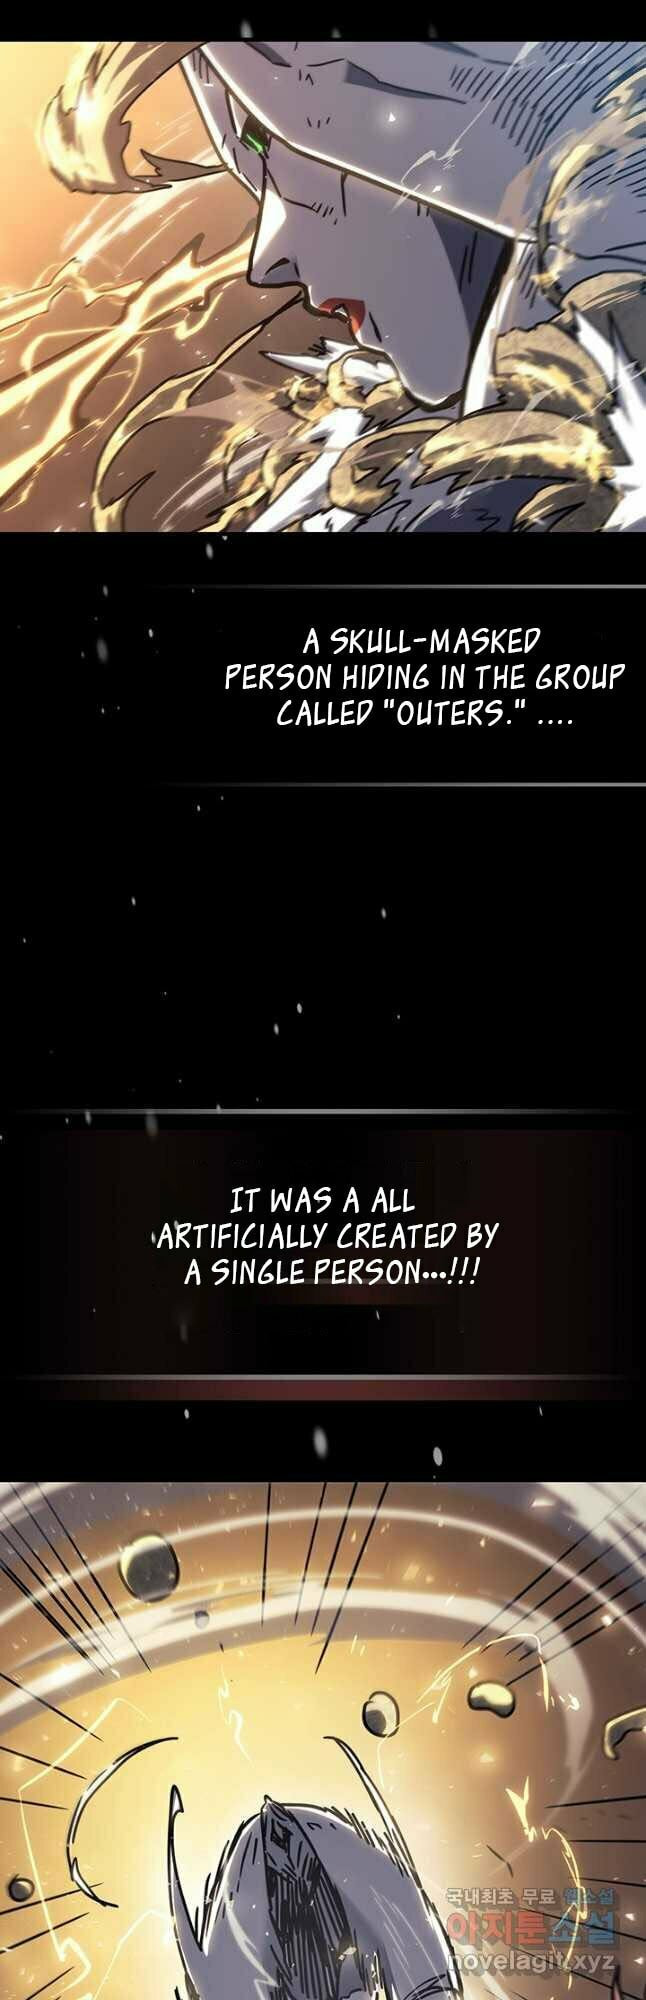 A SKULL-MASKED
PERSON HIDING IN THE GROUP
CALLED "OUTERS." ....
IT WAS A ALL
ARTIFICIALLY CREATED BY
A SINGLE PERSON...!!!
국내최초 무료 웹소설
아지툰소설
novelagit.xyz